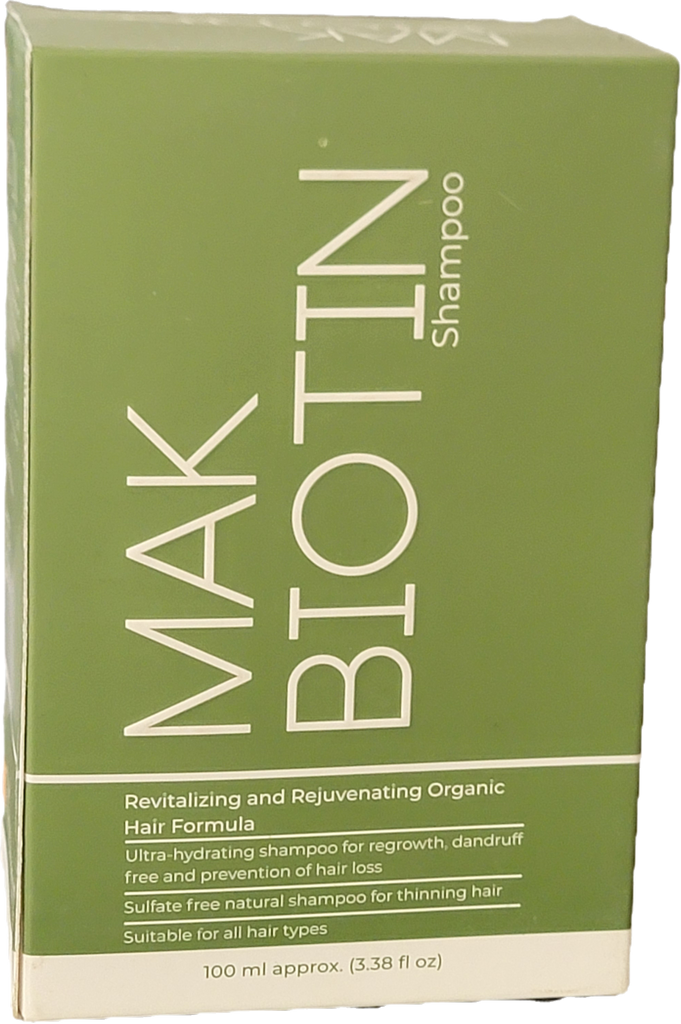 MAK
BIOTIN
Shampoo
Revitalizing and Rejuvenating Organic
Hair Formula
Ultra-hydrating shampoo for regrowth, dandruff
free and prevention of hair loss
Sulfate free natural shampoo for thinning hair
Suitable for all hair types
100 ml approx. (3.38 fl oz)